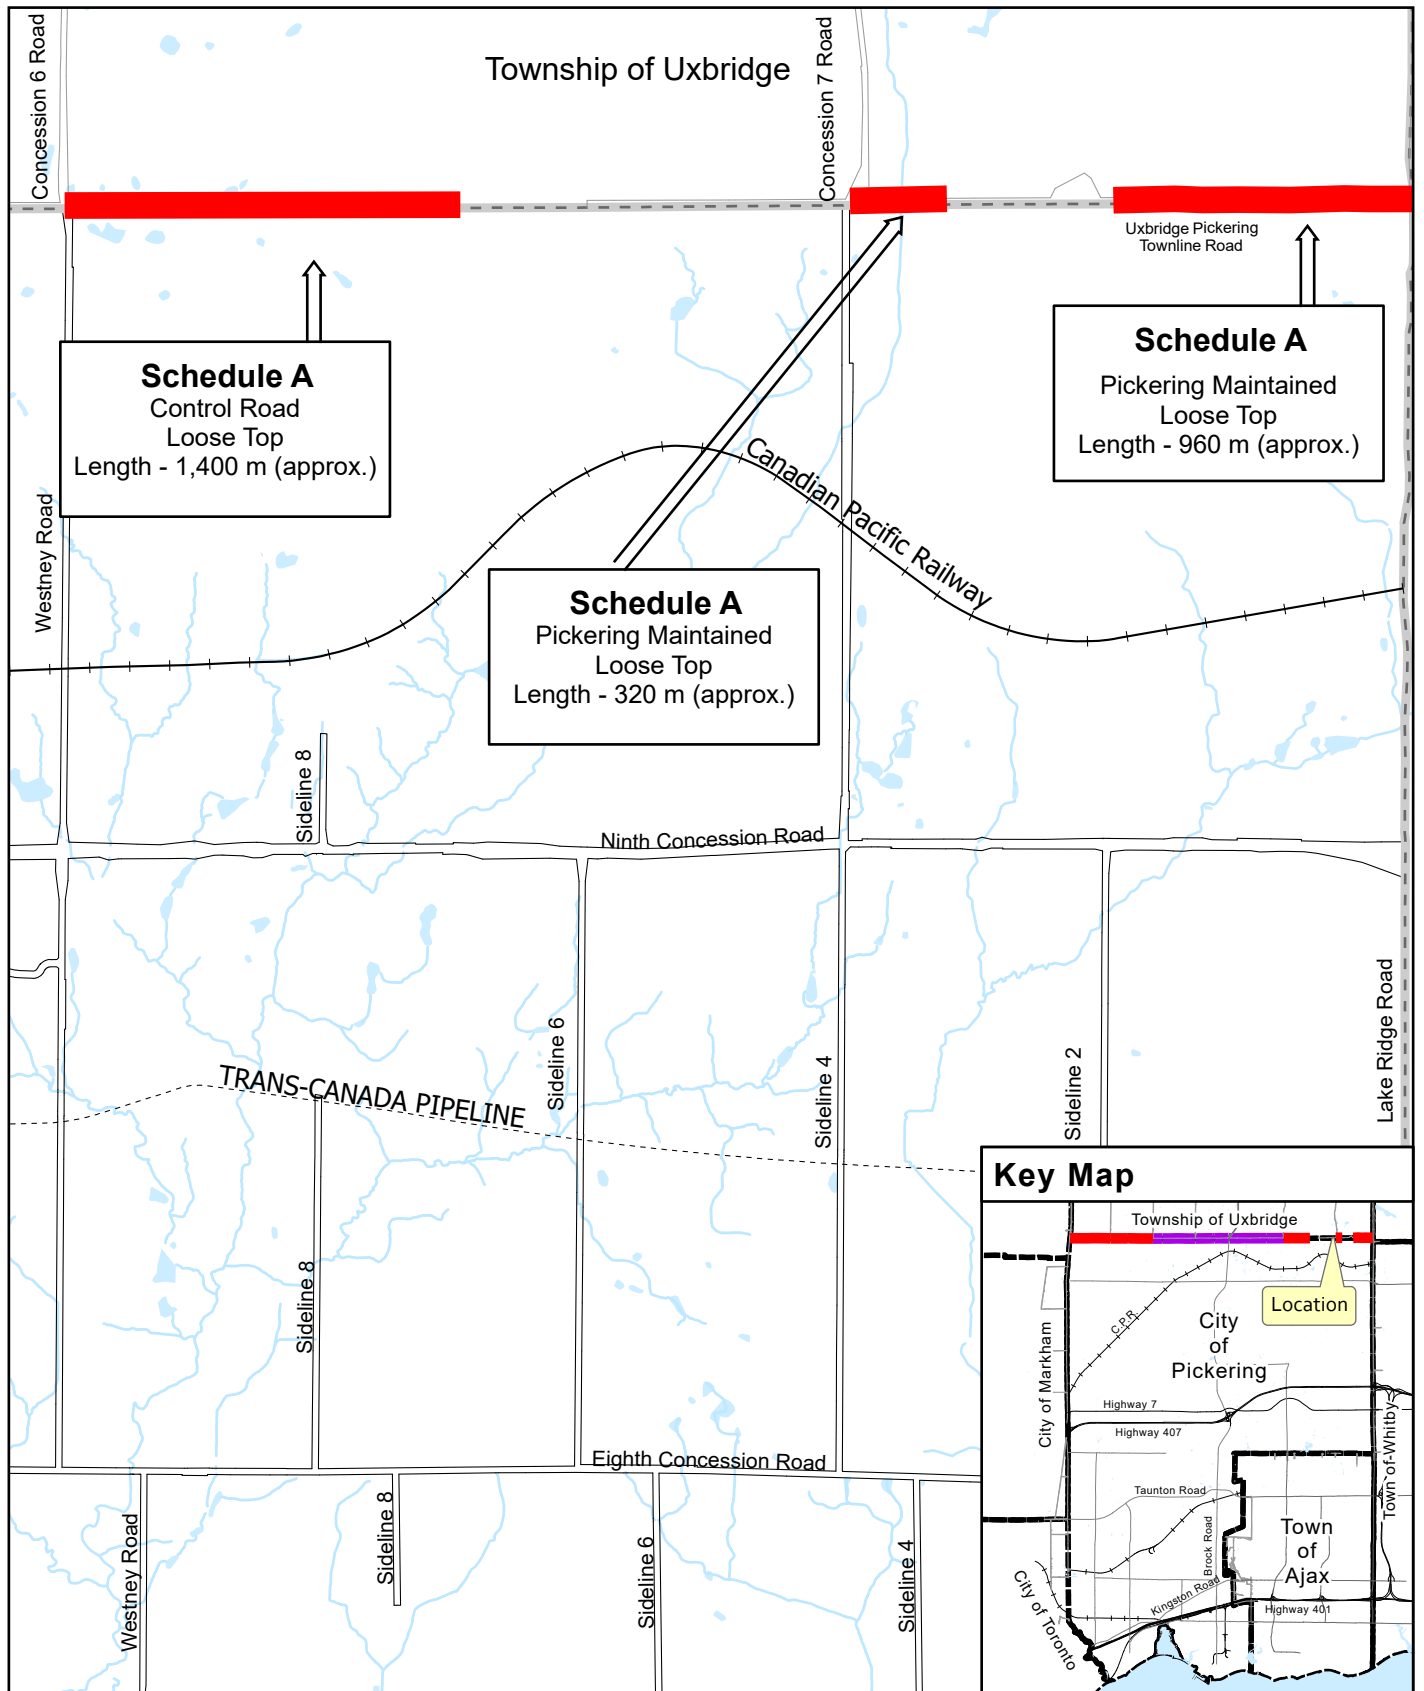 Concession 6 Road
Township of Uxbridge
Concession 7 Road
Uxbridge Pickering
Townline Road
Schedule A
Control Road
Loose Top
Length - 1,400 m (approx.)
Schedule A
Pickering Maintained
Loose Top
Length - 960 m (approx.)
Canadian Pacific Railway
Westney Road
Schedule A
Pickering Maintained
Loose Top
Length - 320 m (approx.)
Sideline 8
Ninth Concession Road
Lake Ridge Road
Sideline 6
Sideline 4
Sideline 2
TRANS-CANADA PIPELINE
Sideline 8
Eighth Concession Road
Westney Road
Sideline 8
Sideline 6
Sideline 4
Key Map
Township of Uxbridge
Location
C.P.R.
City
of
Pickering
City of Markham
Highway 7
Highway 407
Town of Whitby
Taunton Road
Brock Road
Town
of
Ajax
Kingston Road
Highway 401
City of Toronto